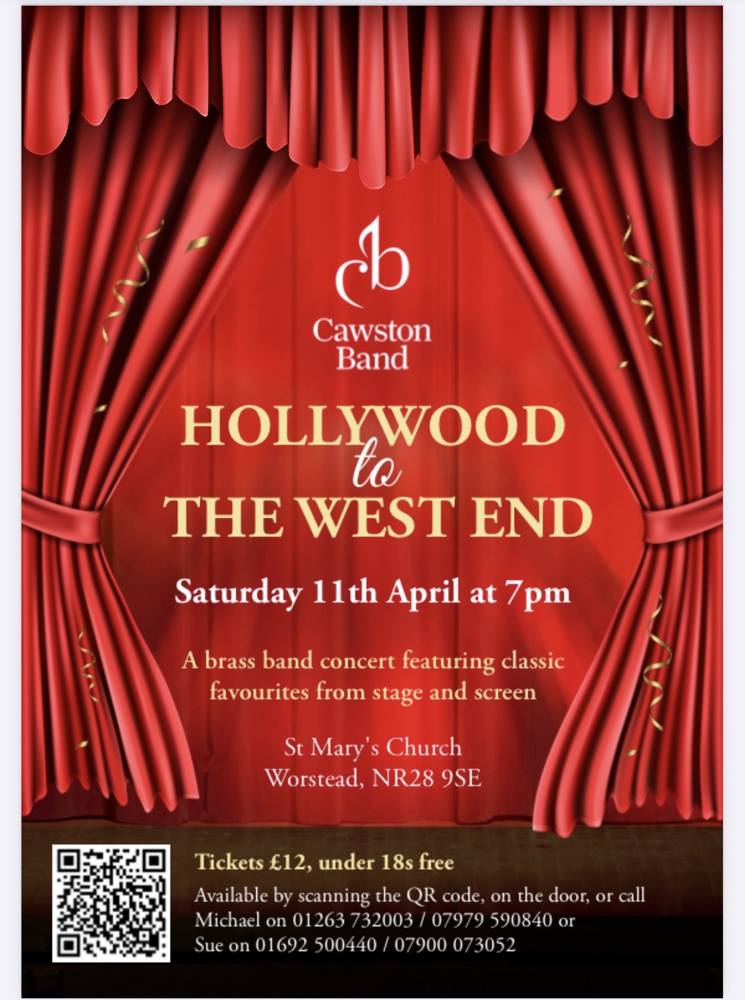 cb
Cawston
Band
HOLLYWOOD
to
THE WEST END
Saturday 11th April at 7pm
A brass band concert featuring classic
favourites from stage and screen
St Mary's Church
Worstead, NR28 9SE
Tickets £12, under 18s free
Available by scanning the QR code, on the door, or call
Michael on 01263 732003 / 07979 590840 or
Sue on 01692 500440 / 07900 073052